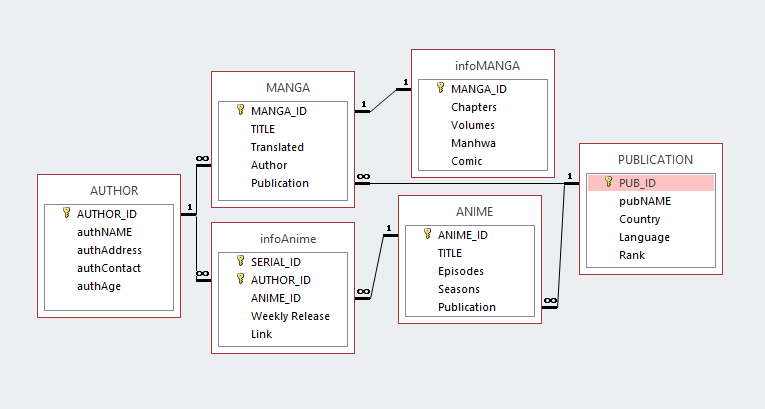 MANGA
MANGA_ID
TITLE
Translated
Author
Publication
infoMANGA
MANGA_ID
Chapters
Volumes
Manhwa
Comic
PUBLICATION
PUB_ID
pubNAME
Country
Language
Rank
AUTHOR
AUTHOR_ID
authNAME
authAddress
authContact
authAge
infoAnime
SERIAL_ID
AUTHOR_ID
ANIME_ID
Weekly Release
Link
ANIME
ANIME_ID
TITLE
Episodes
Seasons
Publication
1
1
∞
∞
1
1
∞
1
∞
∞